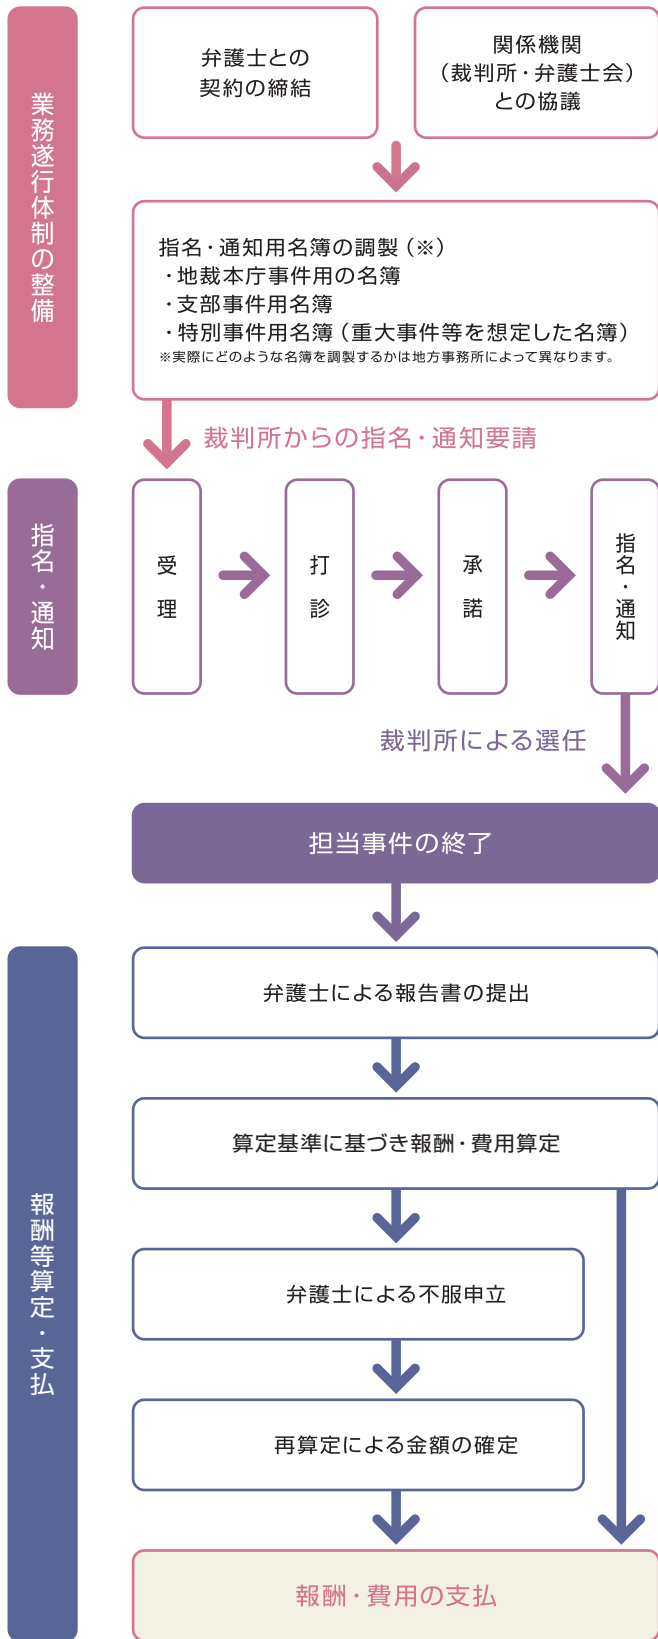 業務遂行体制の整備
弁護士との
契約の締結
関係機関
（裁判所・弁護士会）
との協議
指名・通知用名簿の調製（※）
・地裁本庁事件用の名簿
・支部事件用名簿
・特別事件用名簿（重大事件等を想定した名簿）
※実際にどのような名簿を調製するかは地方事務所によって異なります。
裁判所からの指名・通知要請
指名・通知
受理
打診
承諾
指名・通知
裁判所による選任
担当事件の終了
報酬等算定・支払
弁護士による報告書の提出
算定基準に基づき報酬・費用算定
弁護士による不服申立
再算定による金額の確定
報酬・費用の支払